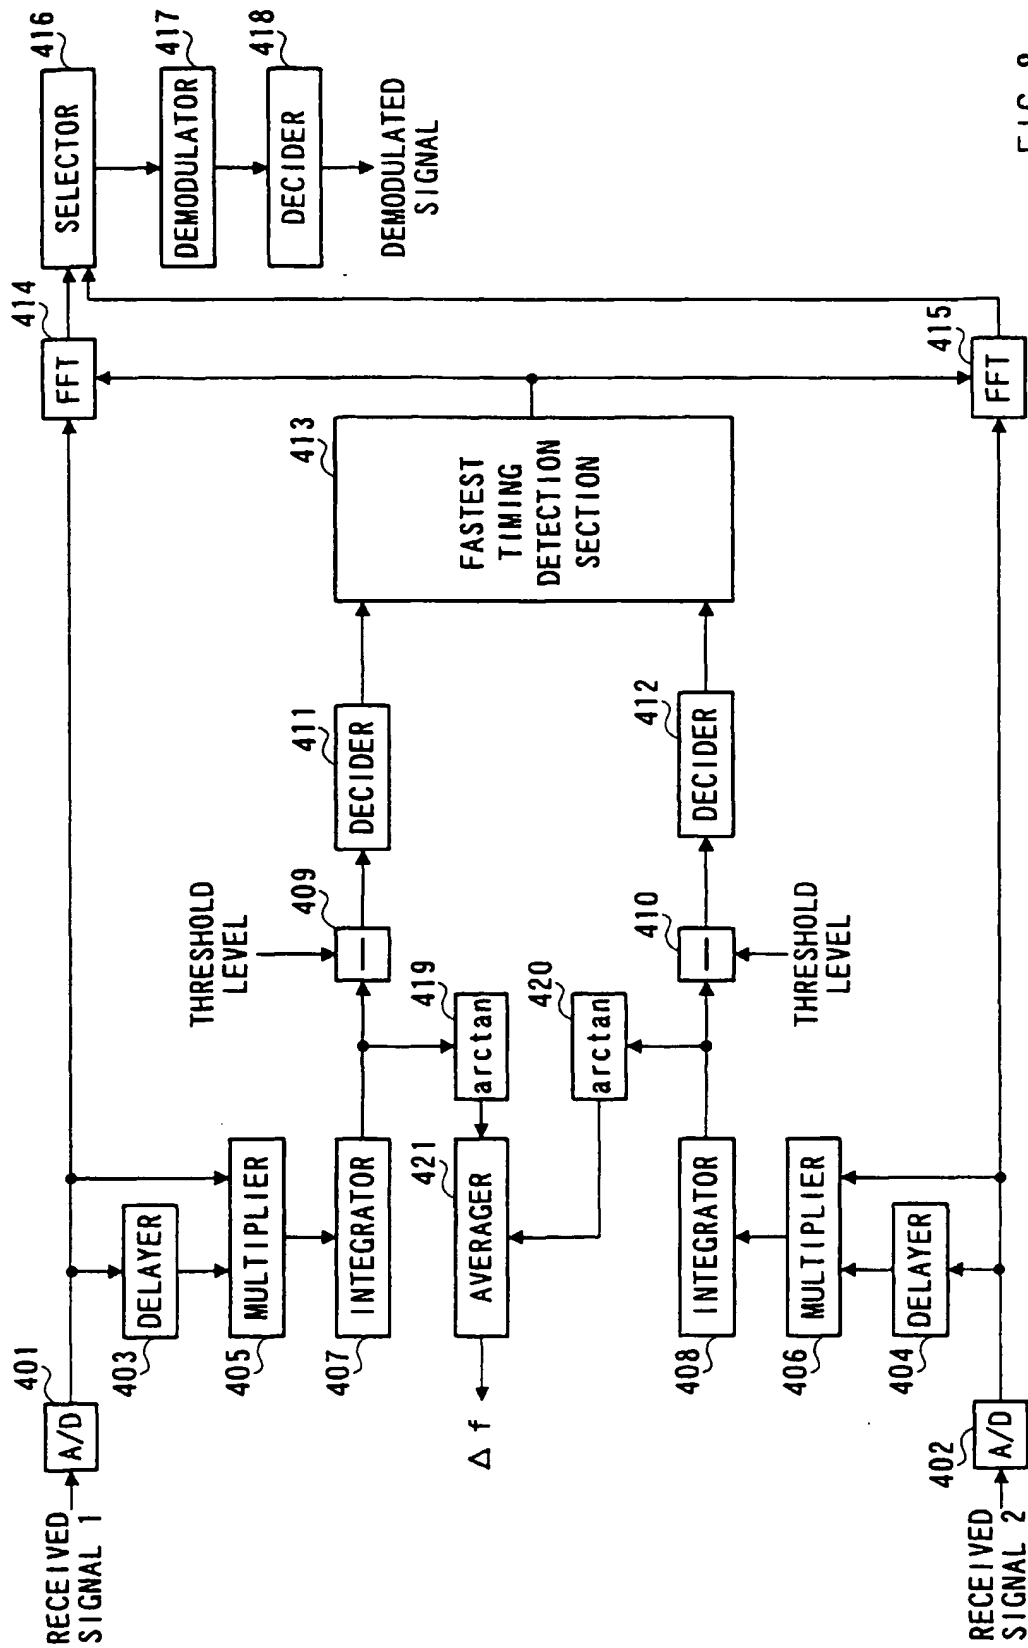 RECEIVED
SIGNAL 1
401
A/D
403
DELAYER
405
MULTIPLIER
407
INTEGRATOR
THRESHOLD
LEVEL
409
—
411
DECIDER
419
arctan
421
AVERAGER
Δ f
420
arctan
413
FASTEST
TIMING
DETECTION
SECTION
414
FFT
416
SELECTOR
417
DEMODULATOR
418
DECIDER
DEMODULATED
SIGNAL
408
INTEGRATOR
410
—
412
DECIDER
THRESHOLD
LEVEL
406
MULTIPLIER
404
DELAYER
RECEIVED
SIGNAL 2
402
A/D
415
FFT